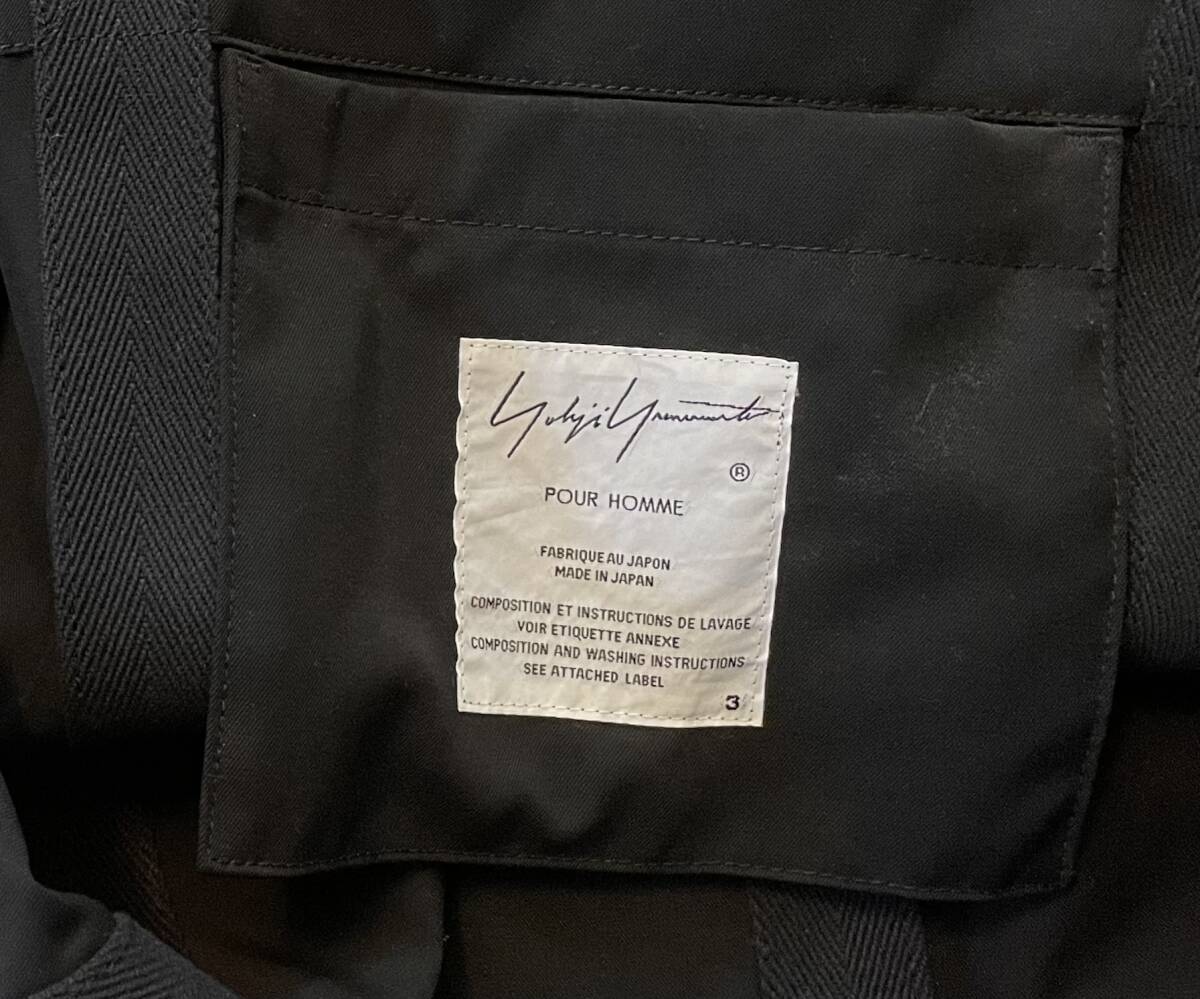 Yohji Yamamoto
®
POUR HOMME
FABRIQUE AU JAPON
MADE IN JAPAN
COMPOSITION ET INSTRUCTIONS DE LAVAGE
VOIR ETIQUETTE ANNEXE
COMPOSITION AND WASHING INSTRUCTIONS
SEE ATTACHED LABEL
3